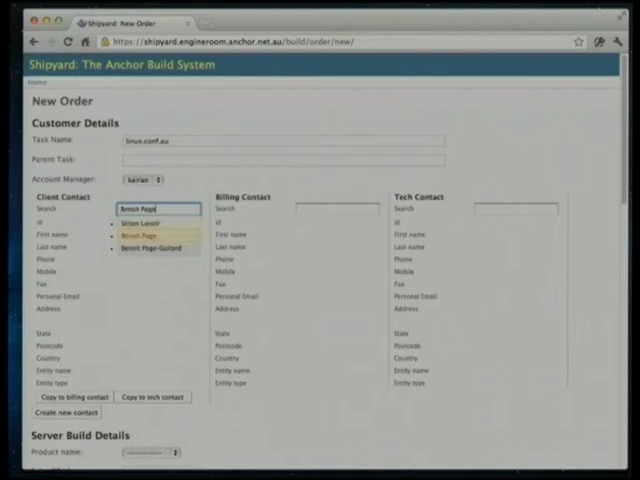 Shipyard: New Order
https://shipyard.engineroom.anchor.net.au/build/order/new/
Shipyard: The Anchor Build System
Home
New Order
Customer Details
Task Name: linux.conf.au
Parent Task:
Account Manager: keiran
Client Contact Billing Contact Tech Contact
Search Benoit Page Search Search
Id Id Id
First name First name First name
Benoit Page
Last name Benoit Page-Guitard Last name Last name
Phone Phone Phone
Mobile Mobile Mobile
Fax Fax Fax
Personal Email Personal Email Personal Email
Address Address Address
State State State
Postcode Postcode Postcode
Country Country Country
Entity name Entity name Entity name
Entity type Entity type Entity type
Copy to billing contact Copy to tech contact
Create new contact
Server Build Details
Product name: ----------